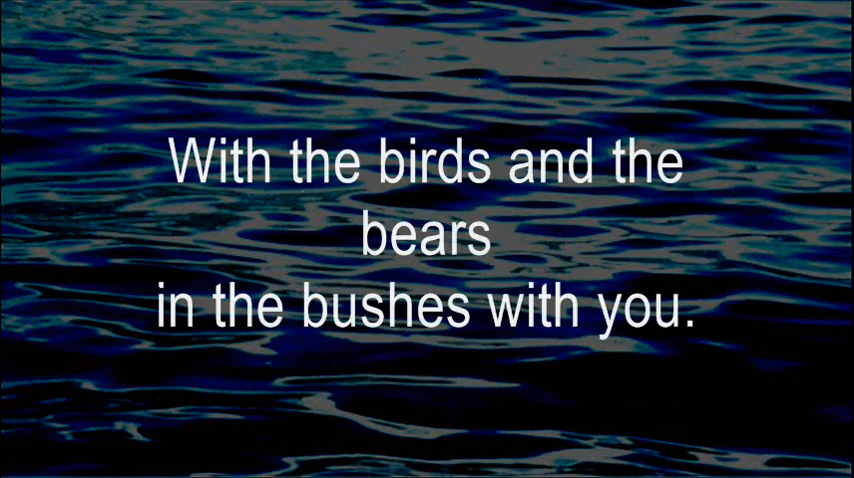 With the birds and the
bears
in the bushes with you.